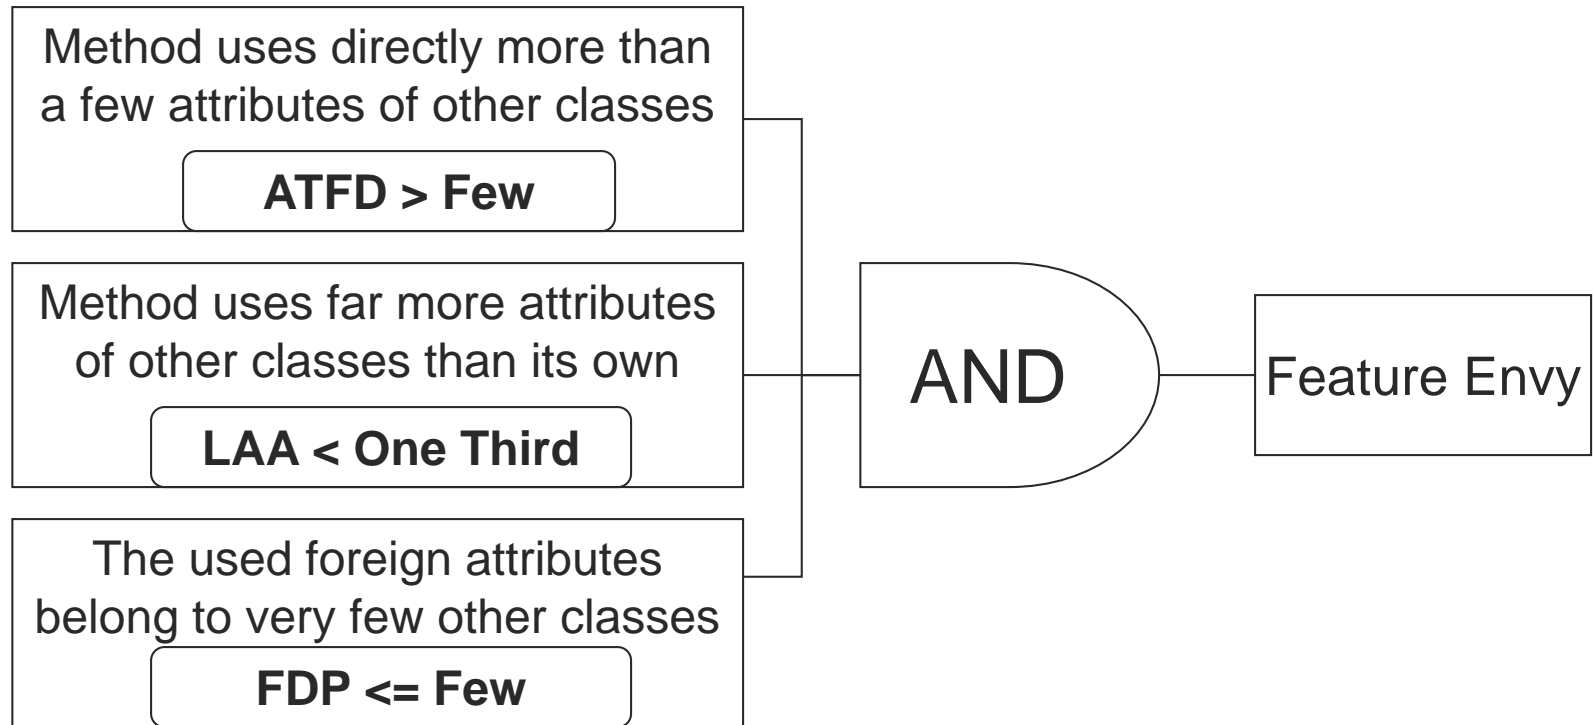 Method uses directly more than
a few attributes of other classes
ATFD > Few
Method uses far more attributes
of other classes than its own
LAA < One Third
The used foreign attributes
belong to very few other classes
FDP <= Few
AND
Feature Envy